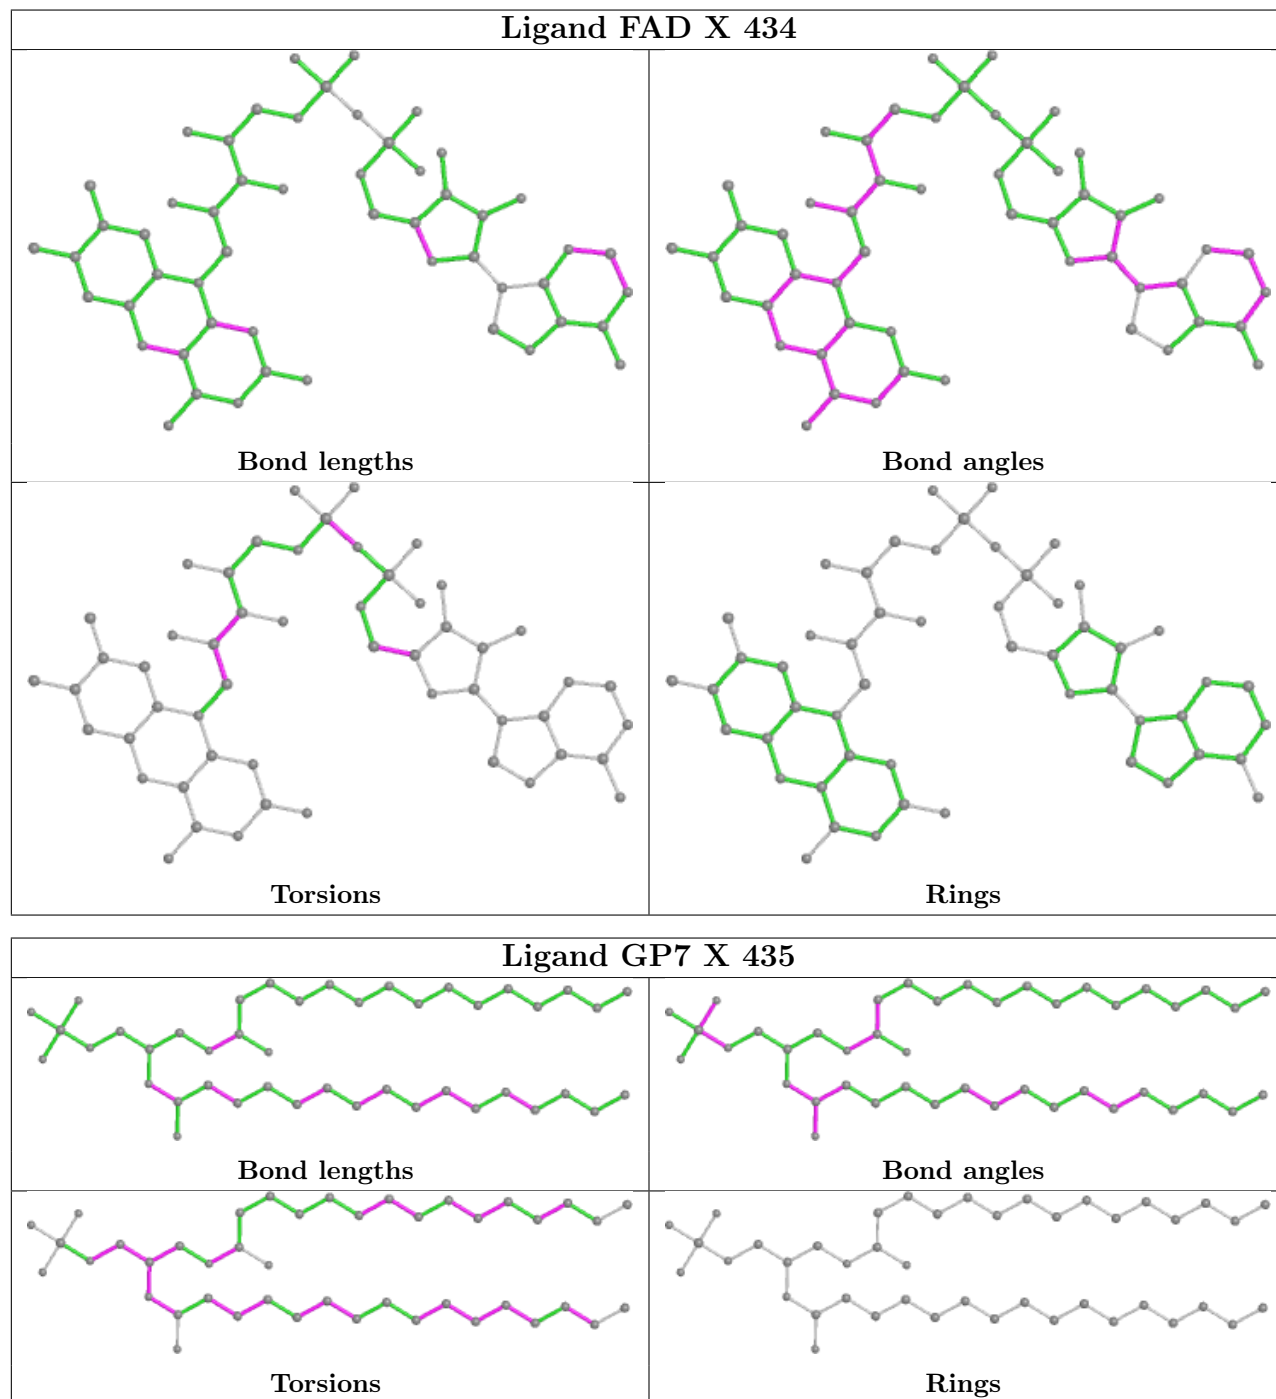 Ligand FAD X 434
Bond lengths
Bond angles
Torsions
Rings
Ligand GP7 X 435
Bond lengths
Bond angles
Torsions
Rings